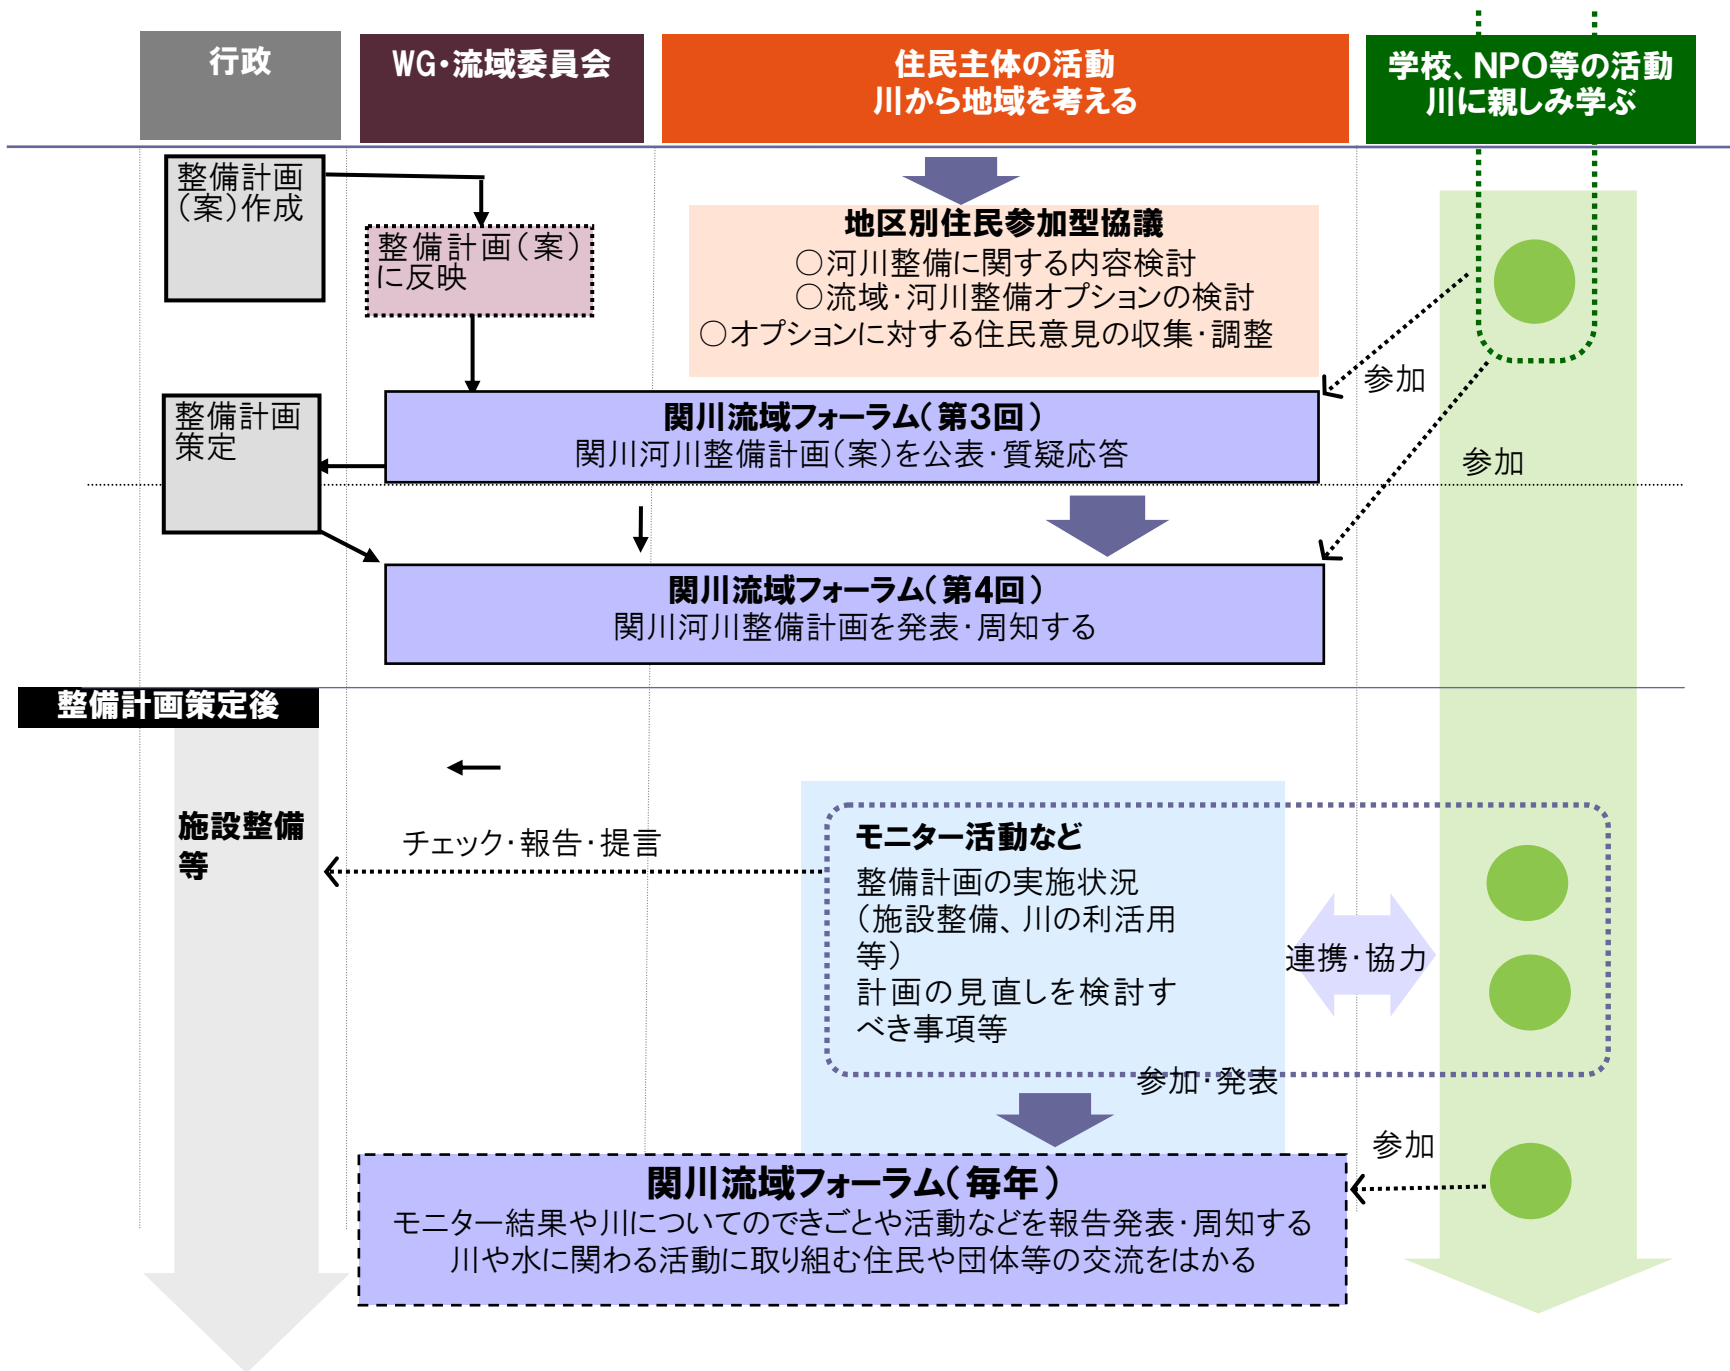 行政
WG・流域委員会
住民主体の活動
川から地域を考える
学校、NPO等の活動
川に親しみ学ぶ
整備計画
(案)作成
整備計画(案)
に反映
地区別住民参加型協議
○河川整備に関する内容検討
○流域・河川整備オプションの検討
○オプションに対する住民意見の収集・調整
参加
整備計画
策定
関川流域フォーラム(第3回)
関川河川整備計画(案)を公表・質疑応答
参加
関川流域フォーラム(第4回)
関川河川整備計画を発表・周知する
整備計画策定後
施設整備
等
チェック・報告・提言
モニター活動など
整備計画の実施状況
(施設整備、川の利活用
等)
計画の見直しを検討す
べき事項等
連携・協力
参加・発表
参加
関川流域フォーラム(毎年)
モニター結果や川についてのできごとや活動などを報告発表・周知する
川や水に関わる活動に取り組む住民や団体等の交流をはかる